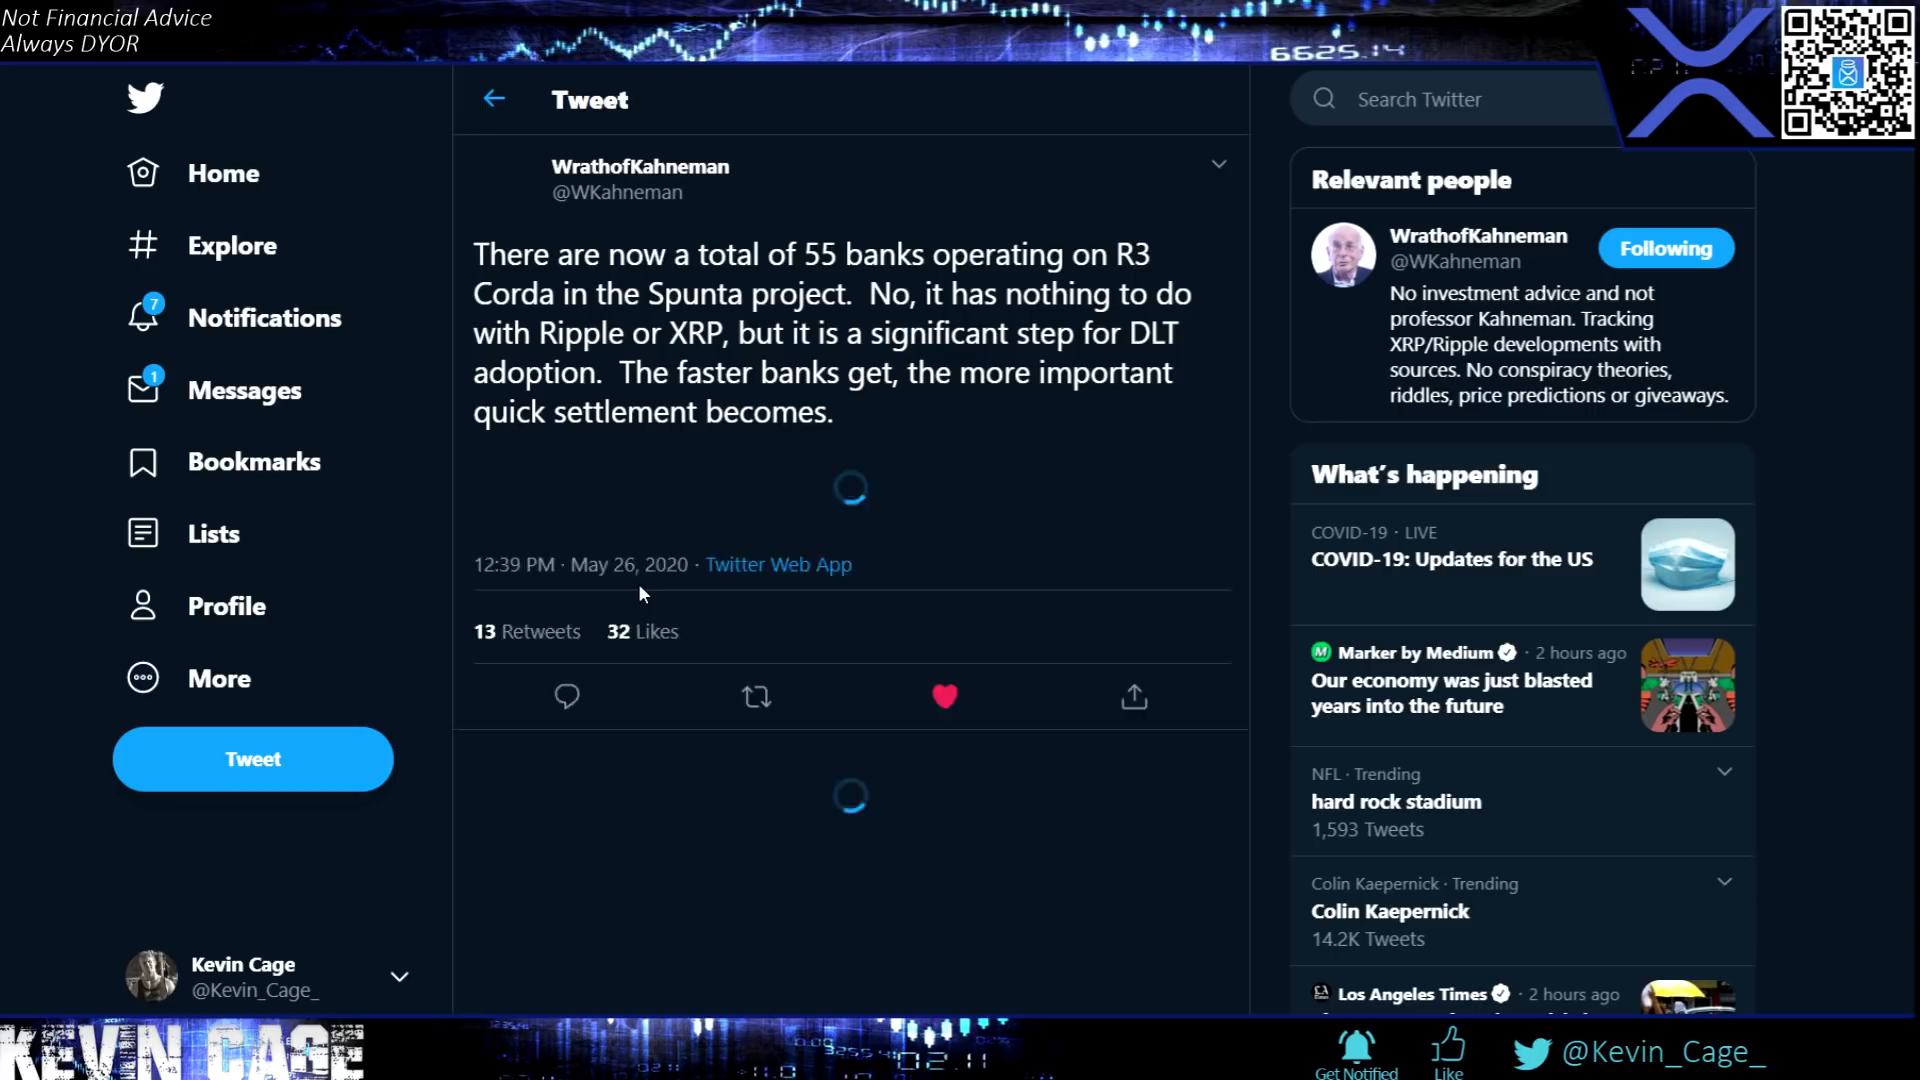 Not Financial Advice
Always DYOR
6625.14
Home
Explore
7
Notifications
1
Messages
Bookmarks
Lists
Profile
More
Tweet
Kevin Cage
@Kevin_Cage_
Tweet
WrathofKahneman
@WKahneman
There are now a total of 55 banks operating on R3
Corda in the Spunta project.  No, it has nothing to do
with Ripple or XRP, but it is a significant step for DLT
adoption.  The faster banks get, the more important
quick settlement becomes.
12:39 PM · May 26, 2020 · Twitter Web App
13 Retweets 32 Likes
Search Twitter
Relevant people
WrathofKahneman
@WKahneman
Following
No investment advice and not
professor Kahneman. Tracking
XRP/Ripple developments with
sources. No conspiracy theories,
riddles, price predictions or giveaways.
What's happening
COVID-19 · LIVE
COVID-19: Updates for the US
Marker by Medium · 2 hours ago
Our economy was just blasted
years into the future
NFL · Trending
hard rock stadium
1,593 Tweets
Colin Kaepernick · Trending
Colin Kaepernick
14.2K Tweets
Los Angeles Times · 2 hours ago
KEVIN CAGE
02.11
Get Notified
Like
@Kevin_Cage_